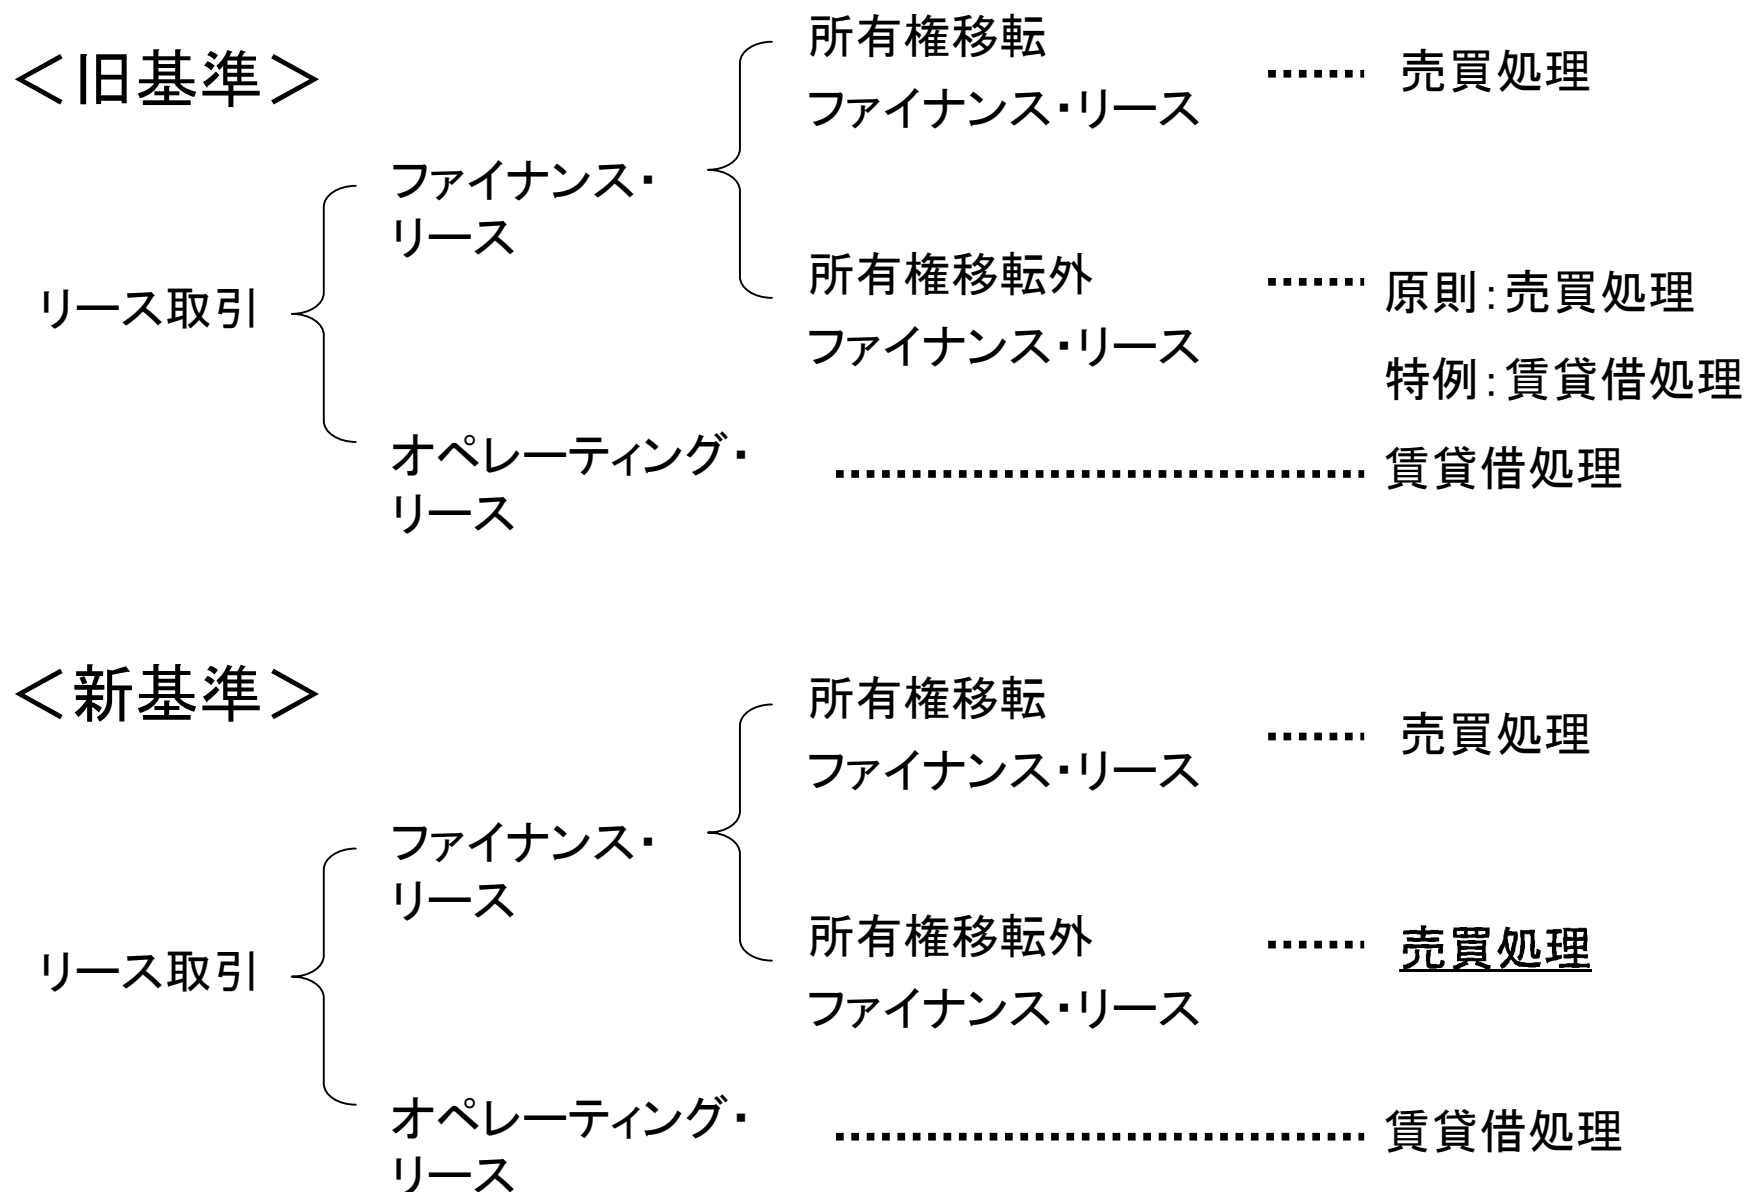 ＜旧基準＞
所有権移転
ファイナンス・リース
売買処理
ファイナンス・
リース
リース取引
所有権移転外
ファイナンス・リース
原則：売買処理
特例：賃貸借処理
オペレーティング・
リース
賃貸借処理
＜新基準＞
所有権移転
ファイナンス・リース
売買処理
ファイナンス・
リース
リース取引
所有権移転外
ファイナンス・リース
売買処理
オペレーティング・
リース
賃貸借処理